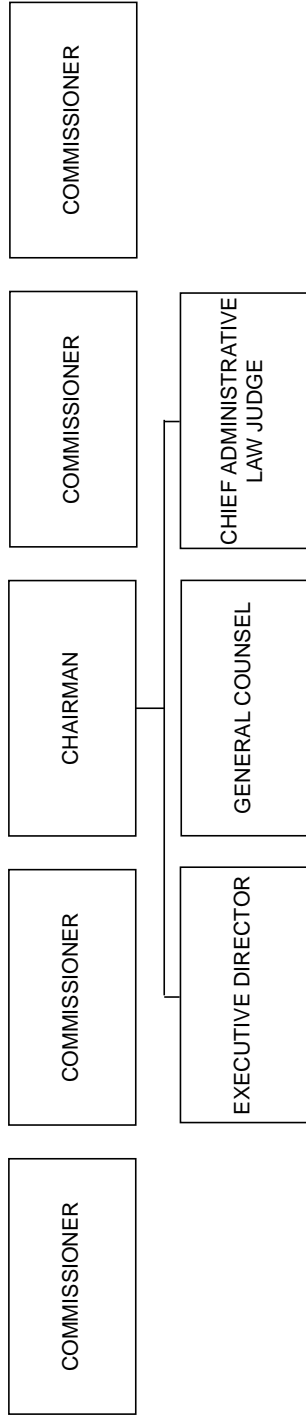 COMMISSIONER
COMMISSIONER
CHAIRMAN
COMMISSIONER
COMMISSIONER
EXECUTIVE DIRECTOR
GENERAL COUNSEL
CHIEF ADMINISTRATIVE
LAW JUDGE